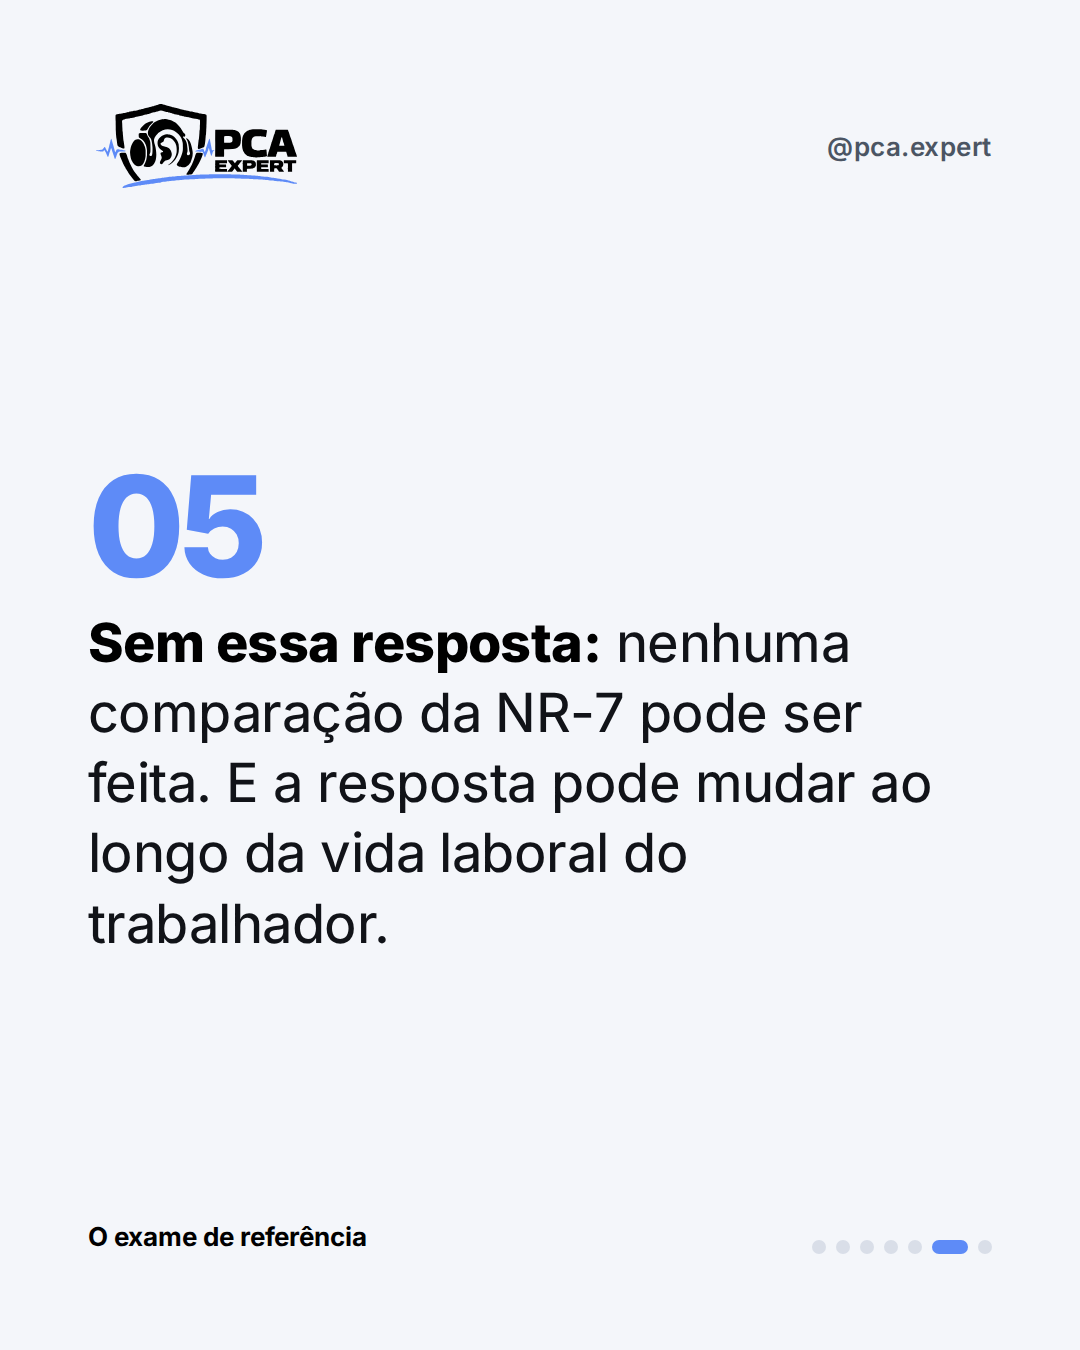 PCA
EXPERT
@pca.expert
05
Sem essa resposta: nenhuma
comparação da NR-7 pode ser
feita. E a resposta pode mudar ao
longo da vida laboral do
trabalhador.
O exame de referência